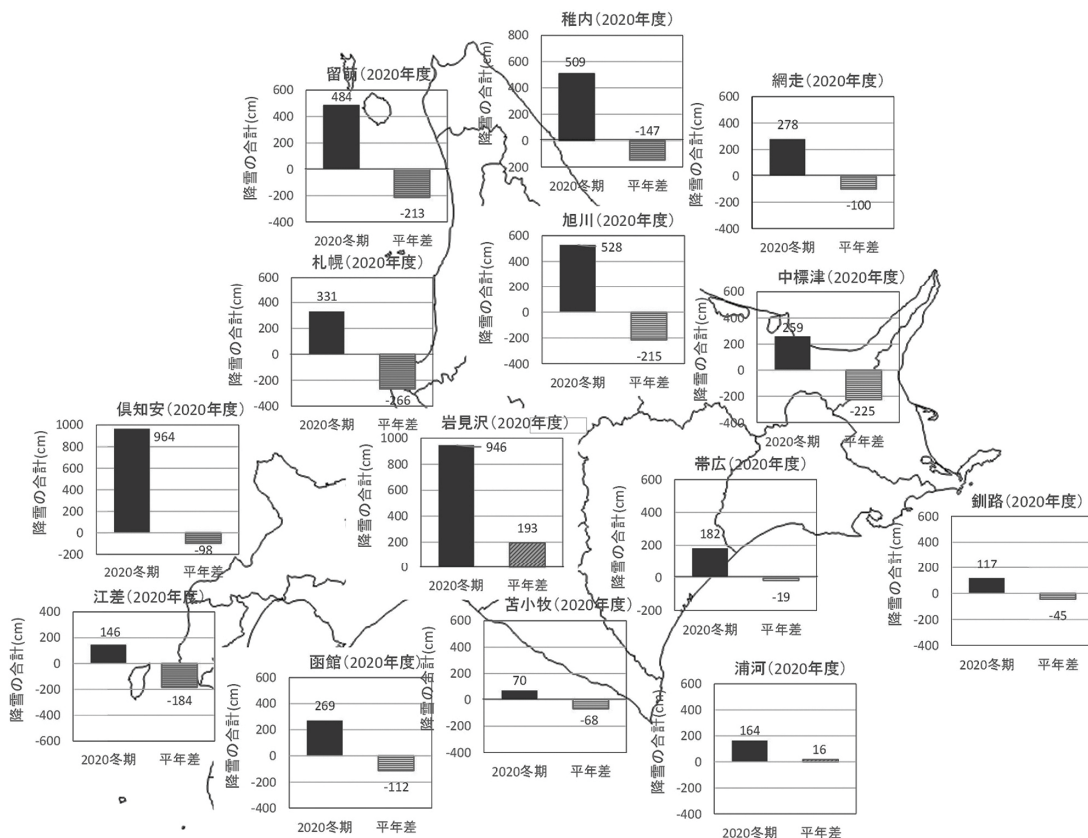 稚内（2020年度）
降雪の合計(cm)
800
600
400
200
0
200
509
-147
2020冬期 平年差
留萌（2020年度）
降雪の合計(cm)
600
400
200
0
-200
-400
484
-213
2020冬期 平年差
網走（2020年度）
降雪の合計(cm)
600
400
200
0
-200
-400
278
-100
2020冬期 平年差
旭川（2020年度）
降雪の合計(cm)
600
400
200
0
-200
-400
528
-215
2020冬期 平年差
札幌（2020年度）
降雪の合計(cm)
600
400
200
0
-200
-400
331
-266
2020冬期 平年差
中標津（2020年度）
降雪の合計(cm)
600
400
200
0
-200
-400
259
-225
2020冬期 平年差
倶知安（2020年度）
降雪の合計(cm)
1000
800
600
400
200
0
-200
964
-98
2020冬期 平年差
岩見沢（2020年度）
降雪の合計(cm)
1000
800
600
400
200
0
946
193
2020冬期 平年差
帯広（2020年度）
降雪の合計(cm)
600
400
200
0
-200
182
-19
2020冬期 平年差
釧路（2020年度）
降雪の合計(cm)
600
400
200
0
-200
-400
117
-45
2020冬期 平年差
江差（2020年度）
降雪の合計(cm)
400
200
0
-200
-400
-600
146
-184
2020冬期 平年差
函館（2020年度）
降雪の合計(cm)
600
400
200
0
-200
-400
269
-112
2020冬期 平年差
苫小牧（2020年度）
降雪の合計(cm)
600
400
200
0
-200
-400
70
-68
2020冬期 平年差
浦河（2020年度）
降雪の合計(cm)
600
400
200
0
-200
-400
164
16
2020冬期 平年差